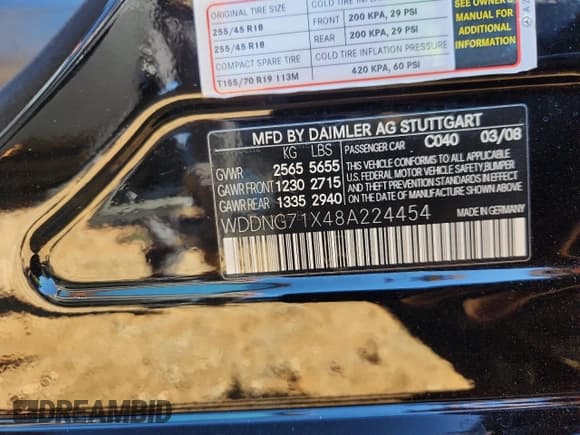 ORIGINAL TIRE SIZE
COLD TIRE INFLATION PRESSURE
255/45 R18
FRONT 200 KPA, 29 PSI
255/45 R18
REAR 200 KPA, 29 PSI
COMPACT SPARE TIRE
COLD TIRE INFLATION PRESSURE
T155/70 R19 113M
420 KPA, 60 PSI
SEE OWNER'S
MANUAL FOR
ADDITIONAL
INFORMATION
MFD BY DAIMLER AG STUTTGART
KG LBS
PASSENGER CAR C040 03/08
GVWR 2565 5655
GAWR FRONT 1230 2715
GAWR REAR 1335 2940
THIS VEHICLE CONFORMS TO ALL APPLICABLE
U.S. FEDERAL MOTOR VEHICLE SAFETY,BUMPER,
AND THEFT PREVENTION STANDARDS IN EFFECT ON
THE DATE OF MANUFACTURE SHOWN ABOVE.
WDDNG71X48A224454
MADE IN GERMANY
DREAMBID